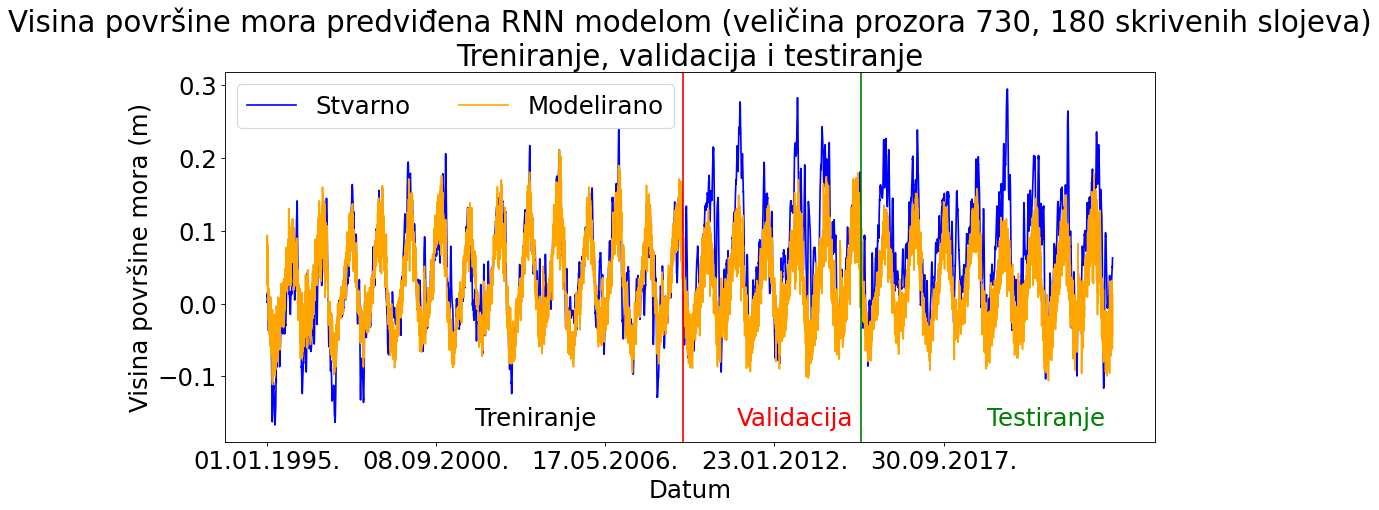 Visina površine mora predviđena RNN modelom (veličina prozora 730, 180 skrivenih slojeva)
Treniranje, validacija i testiranje
Visina površine mora (m)
0.3
0.2
0.1
0.0
−0.1
Stvarno Modelirano
Treniranje Validacija Testiranje
01.01.1995. 08.09.2000. 17.05.2006. 23.01.2012. 30.09.2017.
Datum